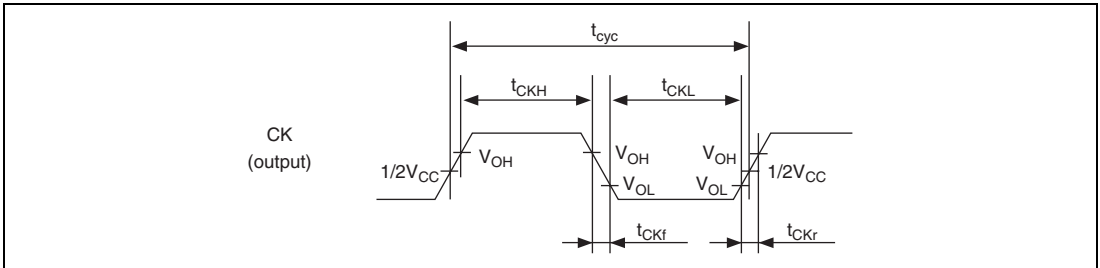 tcyc
tCKH
tCKL
CK
(output)
1/2VCC
VOH
VOH
VOL
VOH
VOL
1/2VCC
tCKf
tCKr